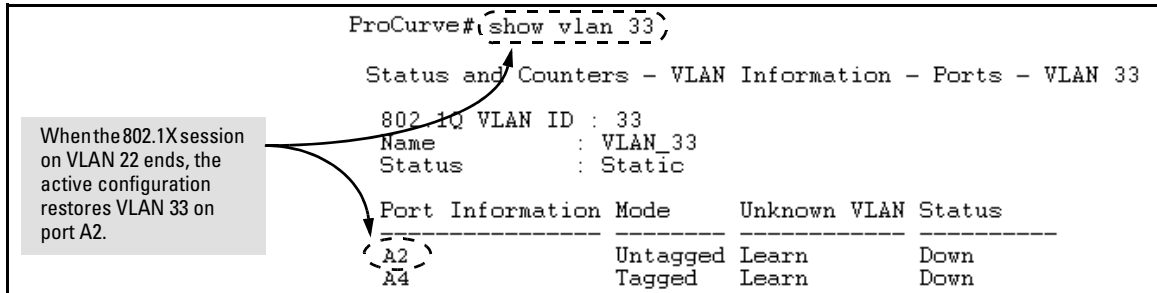 ProCurve# show vlan 33
Status and Counters - VLAN Information - Ports - VLAN 33
802.1Q VLAN ID : 33
Name : VLAN_33
Status : Static
When the 802.1X session
on VLAN 22 ends, the
active configuration
restores VLAN 33 on
port A2.
Port Information Mode Unknown VLAN Status
---------------- -------- ------------ ----------
A2 Untagged Learn Down
A4 Tagged Learn Down